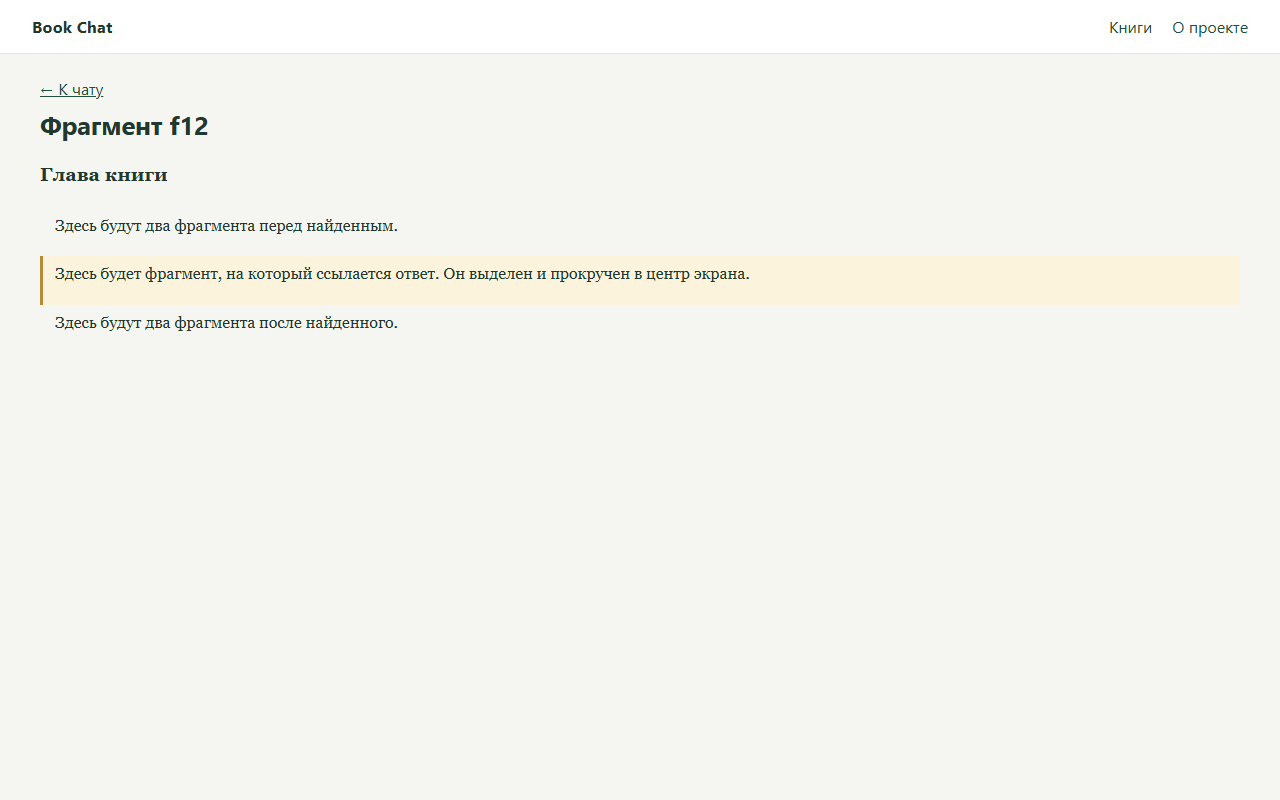 Book Chat
Книги
О проекте
← К чату
Фрагмент f12
Глава книги
Здесь будут два фрагмента перед найденным.
Здесь будет фрагмент, на который ссылается ответ. Он выделен и прокручен в центр экрана.
Здесь будут два фрагмента после найденного.